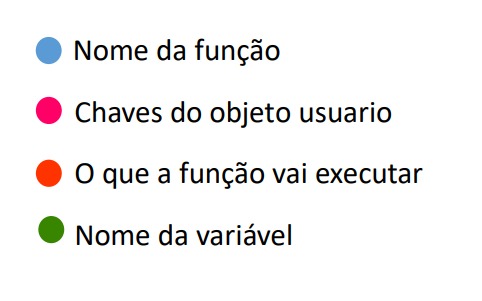 Nome da função
Chaves do objeto usuario
O que a função vai executar
Nome da variável